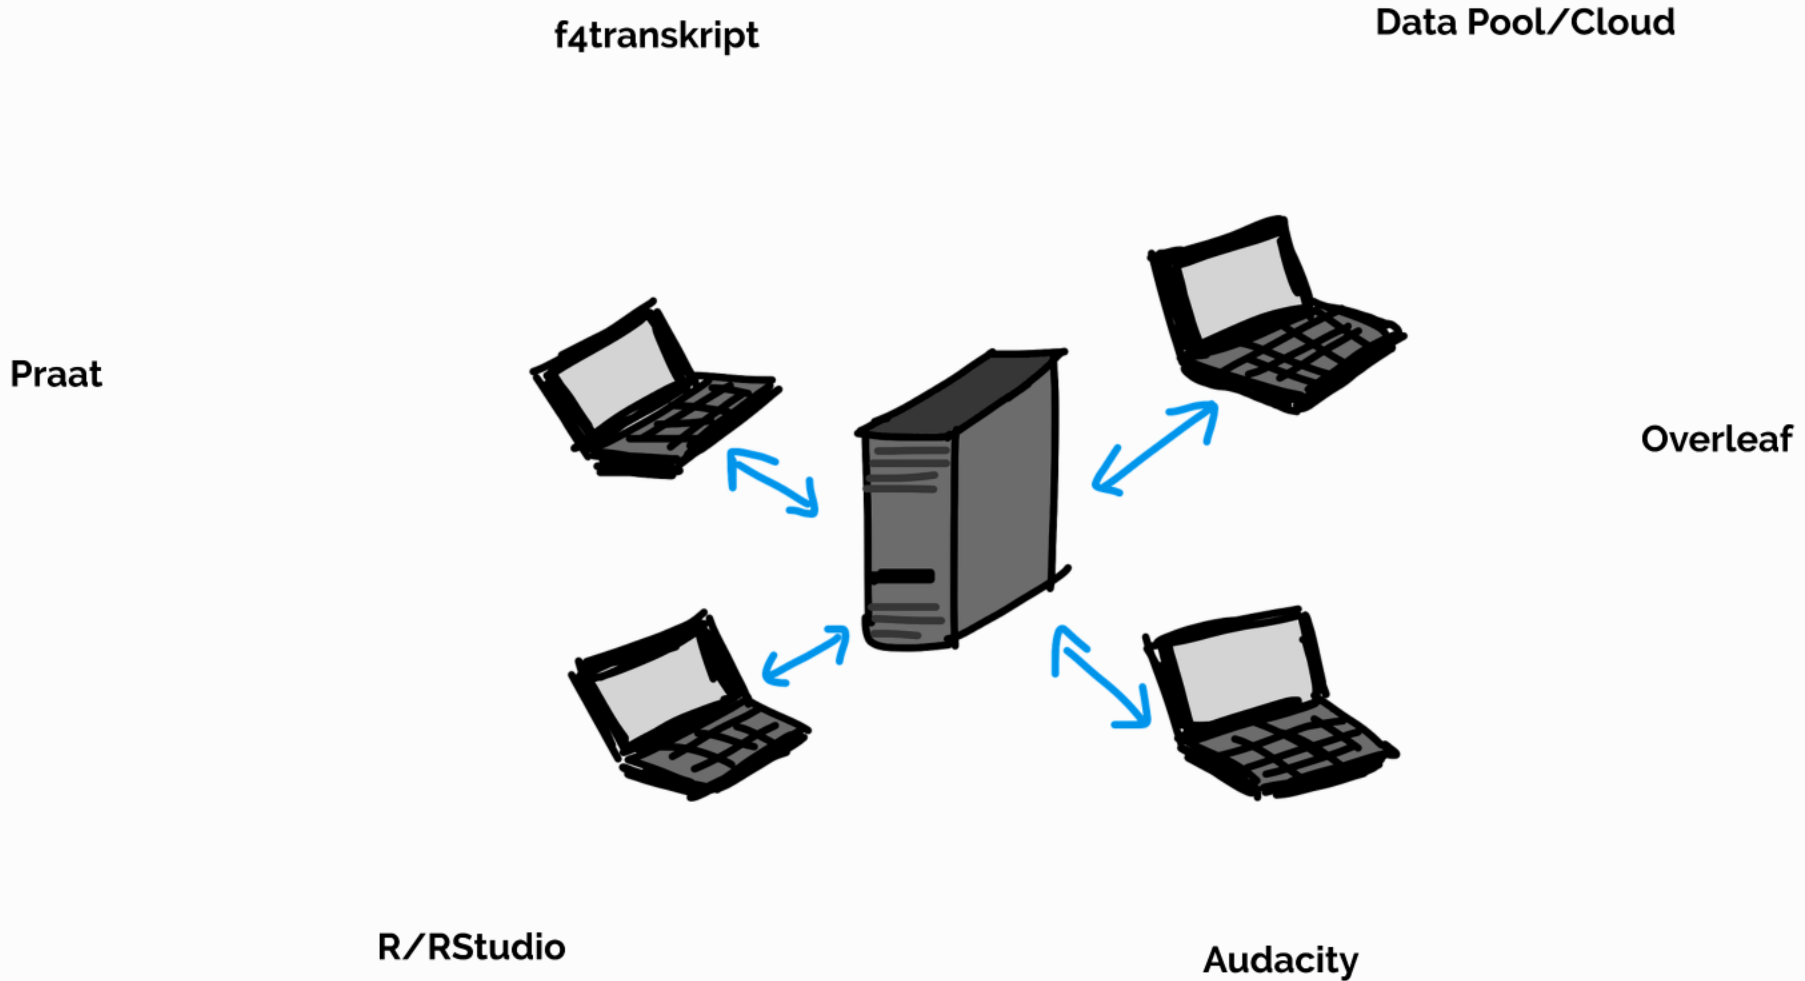 f4transkript
Data Pool/Cloud
Praat
Overleaf
R/RStudio
Audacity